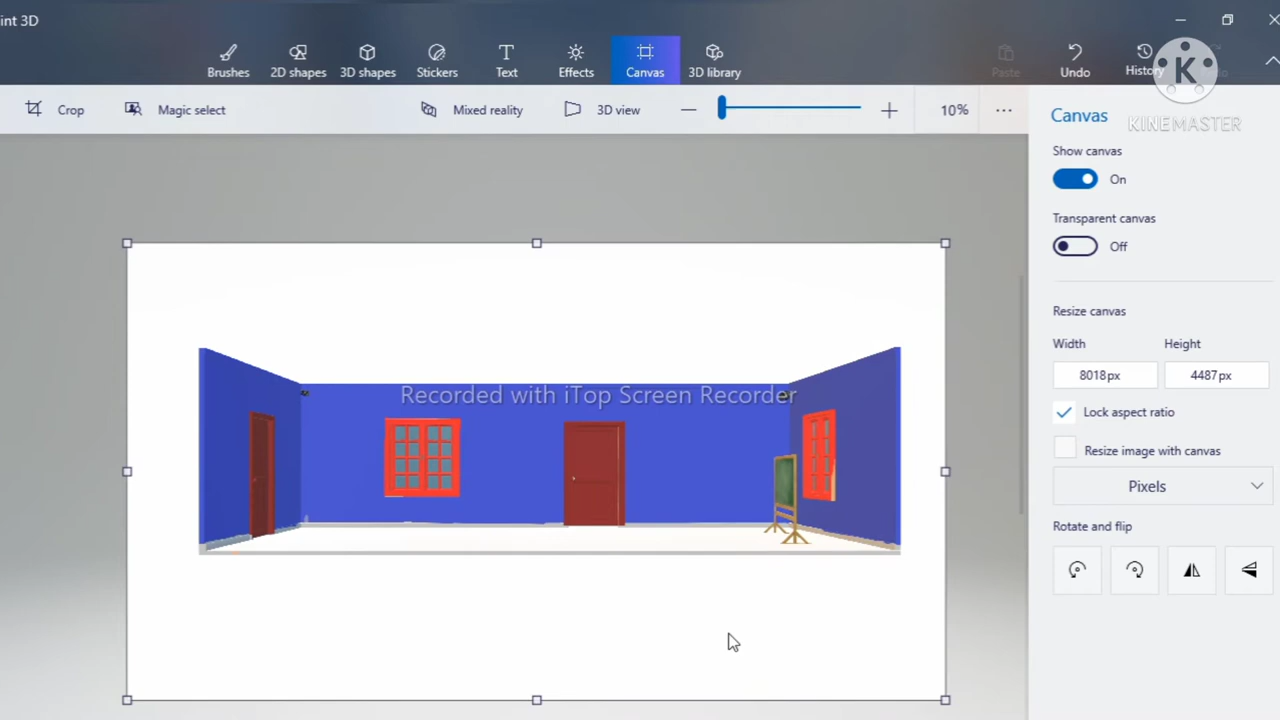 int 3D
Brushes
2D shapes
3D shapes
Stickers
Text
Effects
Canvas
3D library
Paste
Undo
History
Redo
K
KINEMASTER
Crop
Magic select
Mixed reality
3D view
10%
Canvas
Show canvas
On
Transparent canvas
Off
Resize canvas
Width Height
8018px 4487px
Lock aspect ratio
Resize image with canvas
Pixels
Rotate and flip
Recorded with iTop Screen Recorder